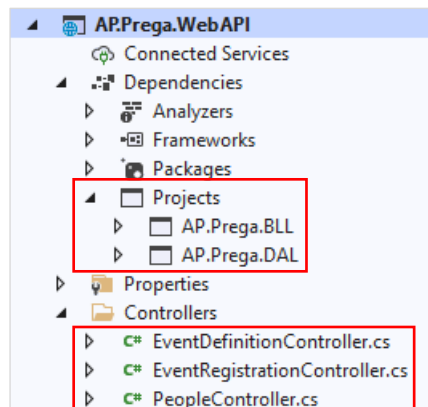 AP.Prega.WebAPI
Connected Services
Dependencies
Analyzers
Frameworks
Packages
Projects
AP.Prega.BLL
AP.Prega.DAL
Properties
Controllers
C# EventDefinitionController.cs
C# EventRegistrationController.cs
C# PeopleController.cs